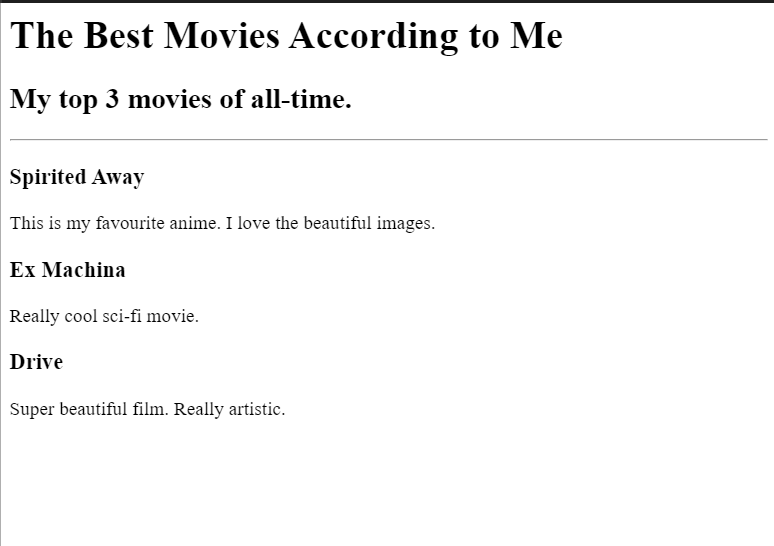 The Best Movies According to Me
My top 3 movies of all-time.
Spirited Away
This is my favourite anime. I love the beautiful images.
Ex Machina
Really cool sci-fi movie.
Drive
Super beautiful film. Really artistic.